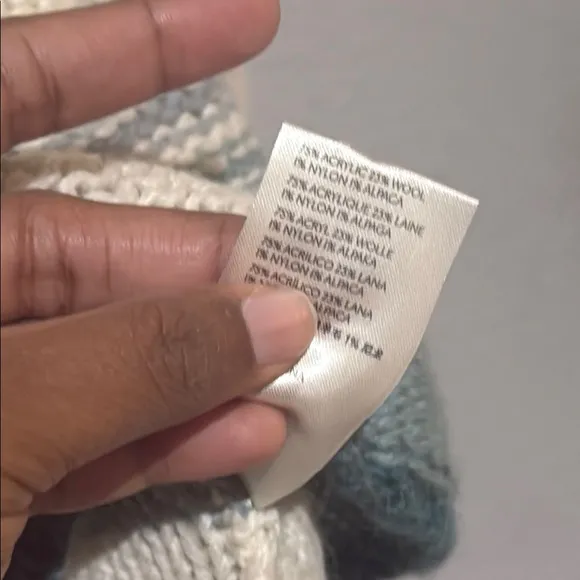 75% ACRYLIC 23% WOOL
1% NYLON 1% ALPACA
75% ACRYLIQUE 23% LAINE
1% NYLON 1% ALPAGA
75% ACRYL 23% WOLLE
1% NYLON 1% ALPAKA
75% ACRILICO 23% LANA
1% NYLON 1% ALPACA
75% ACRILICO 23% LANA
1% 1% 尼龙